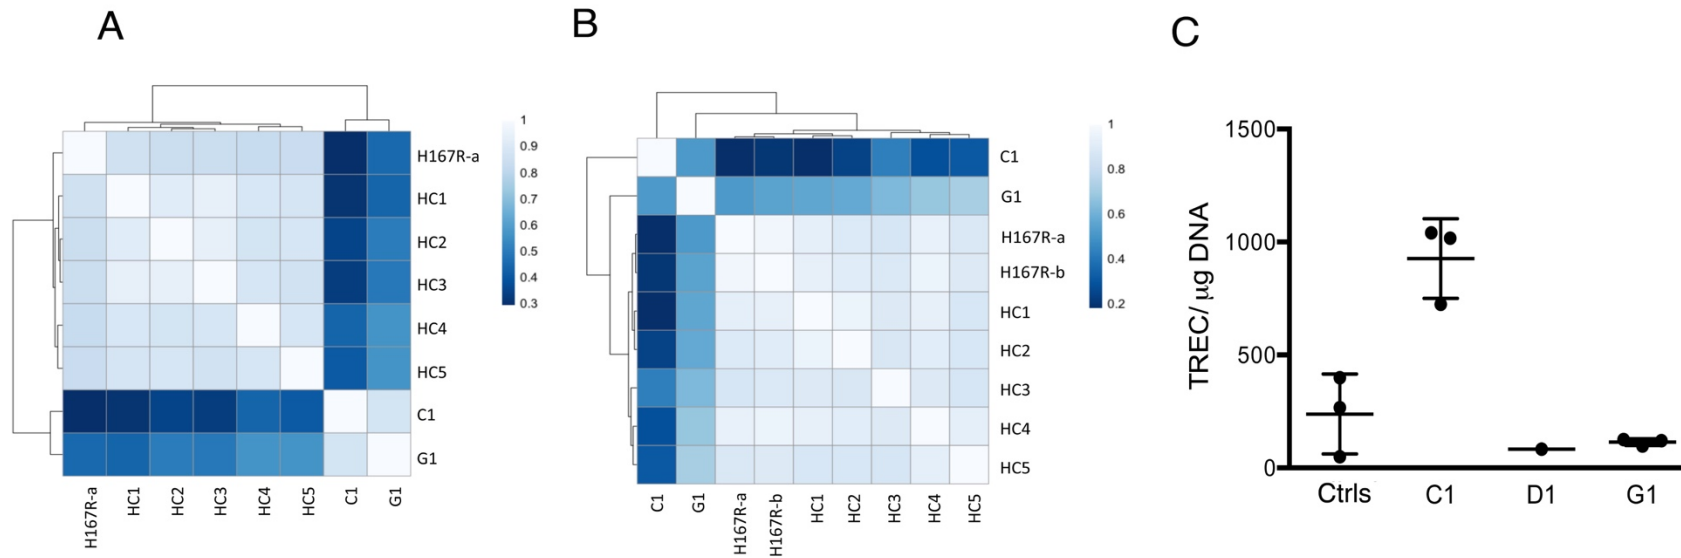 A
B
C
1
0.9
0.8
0.7
0.6
0.5
0.4
0.3
H167R-a
HC1
HC2
HC3
HC4
HC5
C1
G1
H167R-a
HC1
HC2
HC3
HC4
HC5
C1
G1
1
0.8
0.6
0.4
0.2
C1
G1
H167R-a
H167R-b
HC1
HC2
HC3
HC4
HC5
C1
G1
H167R-a
H167R-b
HC1
HC2
HC3
HC4
HC5
TREC/ μg DNA
1500
1000
500
0
Ctrls
C1
D1
G1